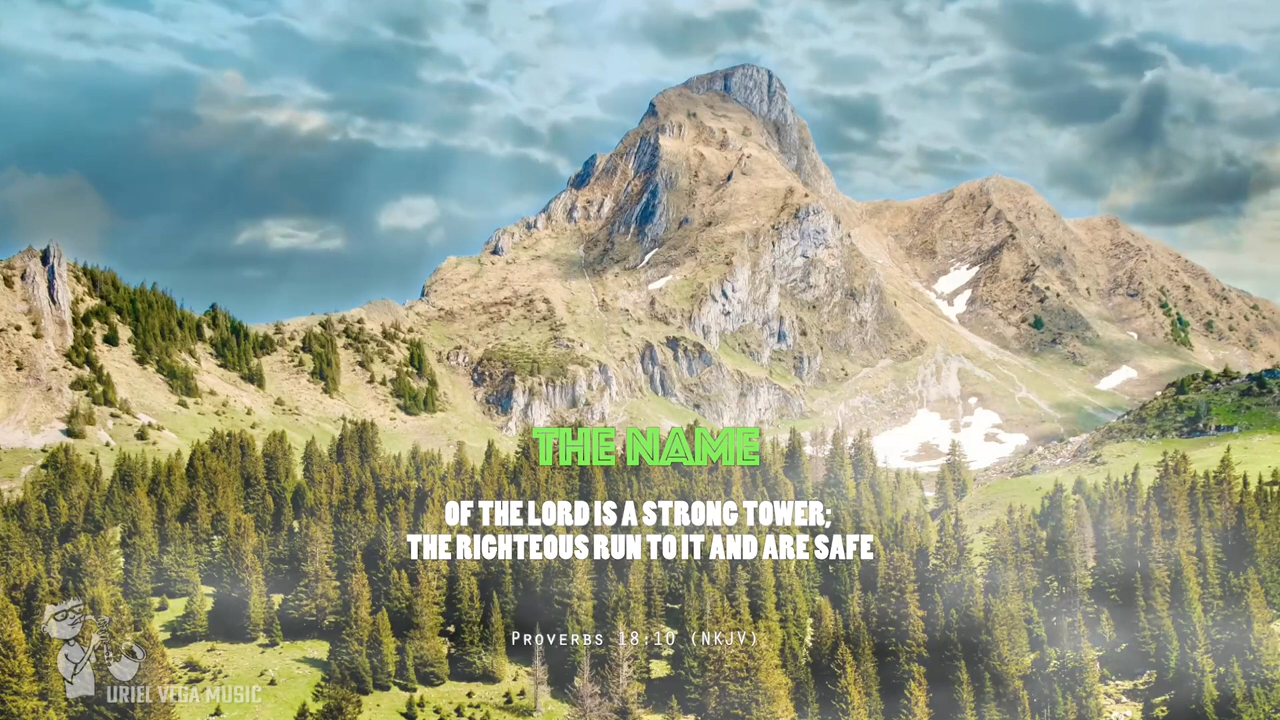 THE NAME
OF THE LORD IS A STRONG TOWER;
THE RIGHTEOUS RUN TO IT AND ARE SAFE
Proverbs 18:10 (NKJV)
URIEL VEGA MUSIC